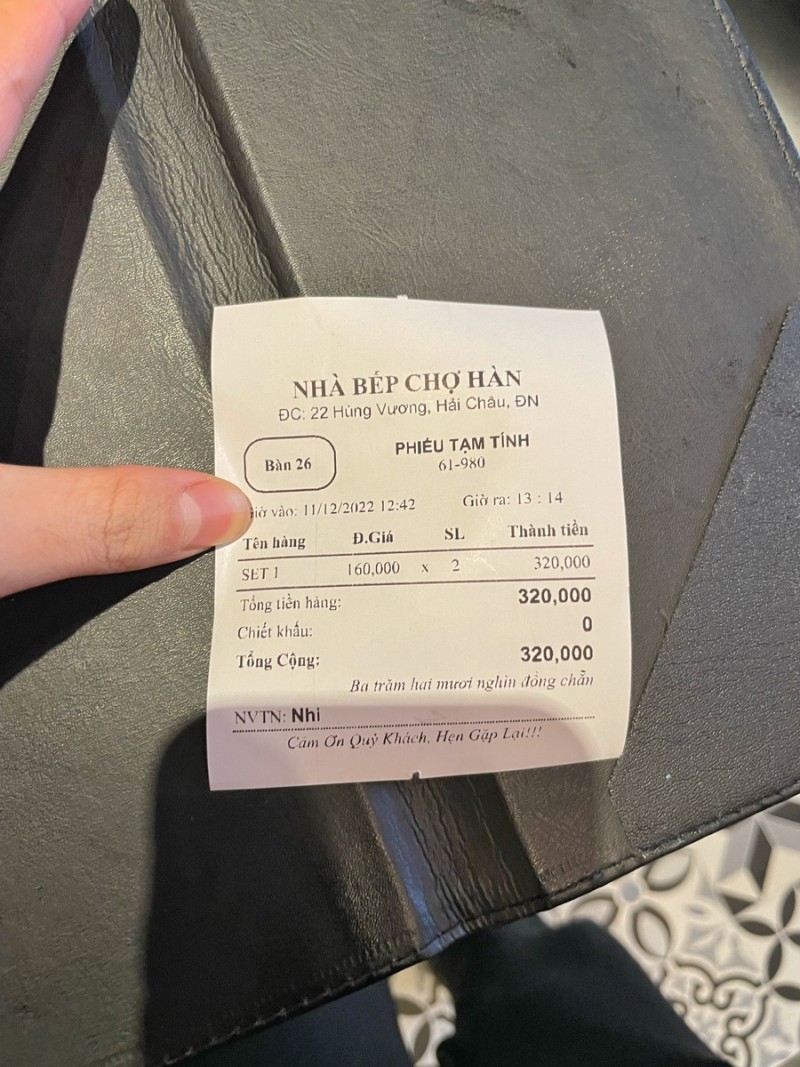 NHÀ BẾP CHỢ HÀN
ĐC: 22 Hùng Vương, Hải Châu, ĐN
Bàn 26
PHIẾU TẠM TÍNH
61-980
Giờ vào: 11/12/2022 12:42 Giờ ra: 13 : 14
Tên hàng Đ.Giá SL Thành tiền
SET 1 160,000 x 2 320,000
Tổng tiền hàng: 320,000
Chiết khấu: 0
Tổng Cộng: 320,000
Ba trăm hai mươi nghìn đồng chẵn
NVTN: Nhi
Cảm Ơn Quý Khách, Hẹn Gặp Lại!!!